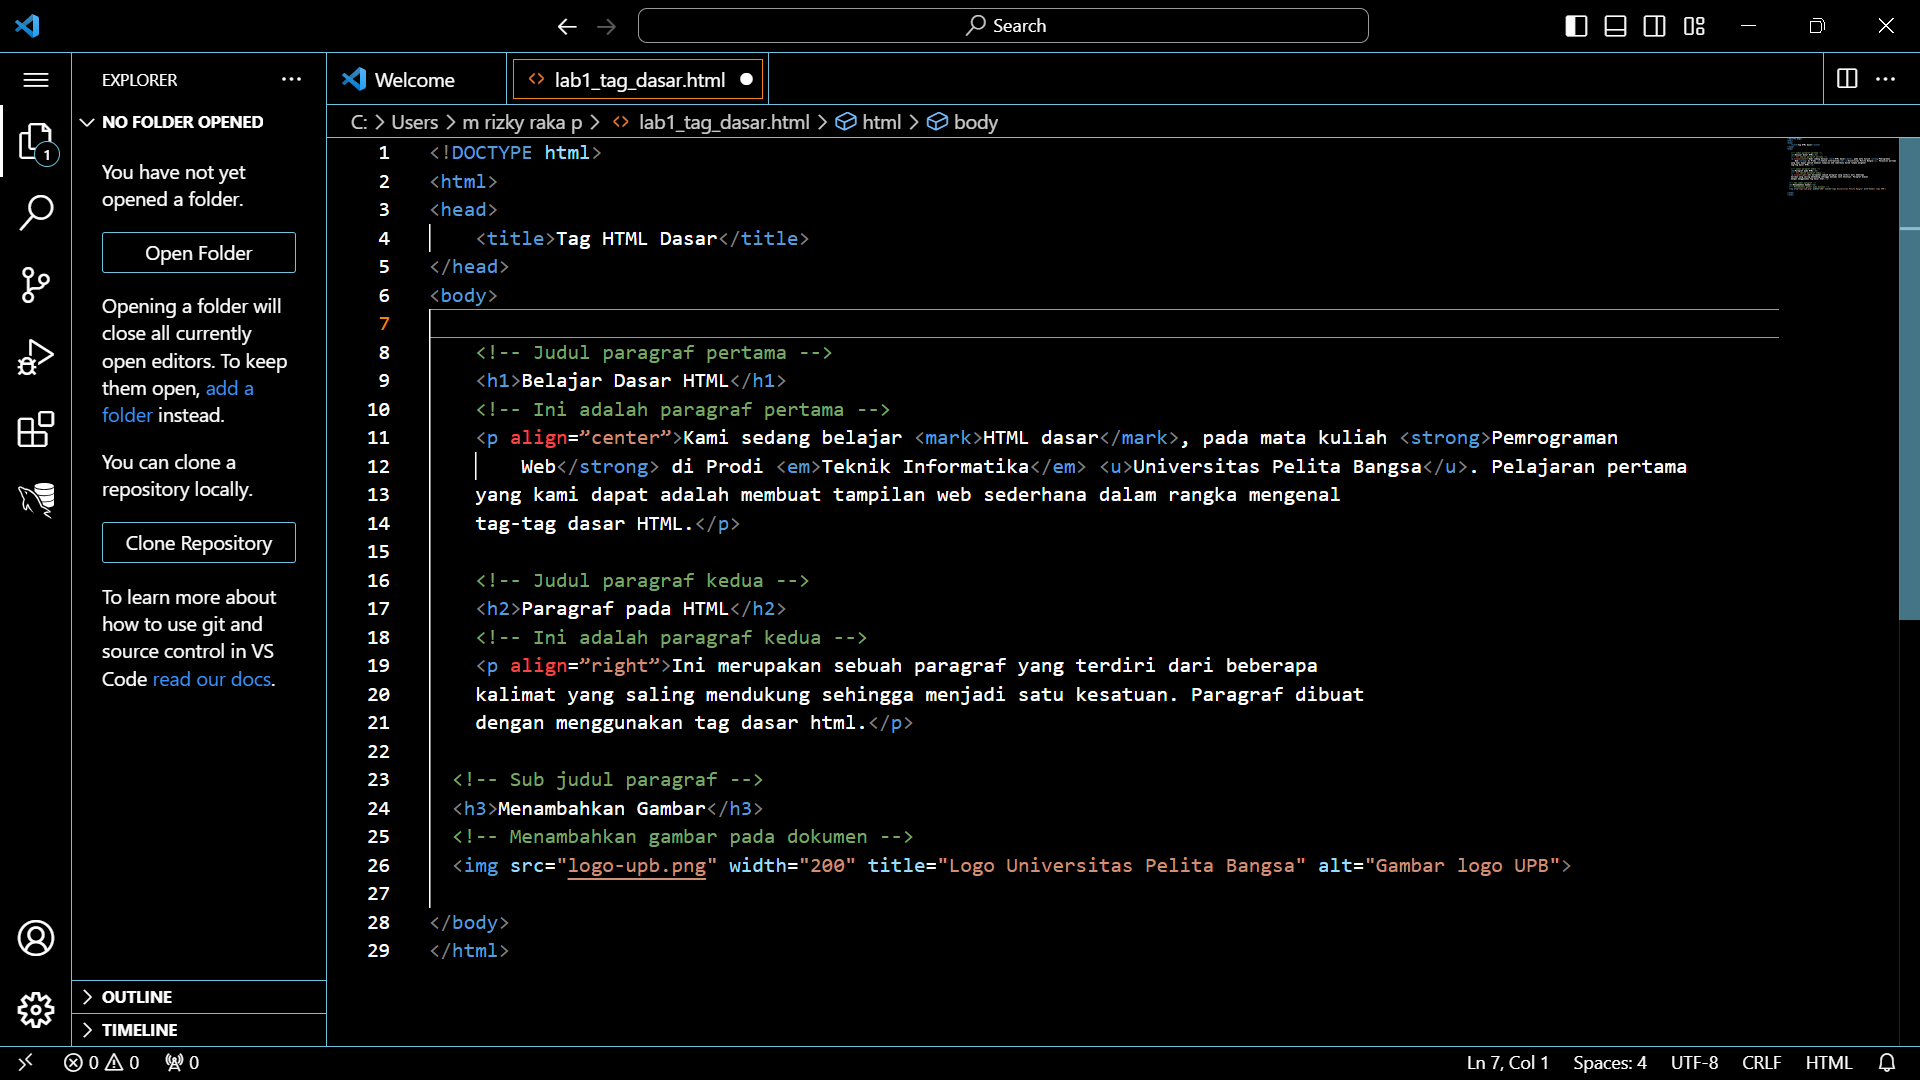 Search
EXPLORER
NO FOLDER OPENED
You have not yet
opened a folder.
Open Folder
Opening a folder will
close all currently
open editors. To keep
them open, add a
folder instead.
You can clone a
repository locally.
Clone Repository
To learn more about
how to use git and
source control in VS
Code read our docs.
OUTLINE
TIMELINE
1
Welcome
lab1_tag_dasar.html
C: > Users > m rizky raka p > <> lab1_tag_dasar.html > html > body
1 <!DOCTYPE html>
2 <html>
3 <head>
4 <title>Tag HTML Dasar</title>
5 </head>
6 <body>
7
8 <!-- Judul paragraf pertama -->
9 <h1>Belajar Dasar HTML</h1>
10 <!-- Ini adalah paragraf pertama -->
11 <p align=”center”>Kami sedang belajar <mark>HTML dasar</mark>, pada mata kuliah <strong>Pemrograman
12 Web</strong> di Prodi <em>Teknik Informatika</em> <u>Universitas Pelita Bangsa</u>. Pelajaran pertama
13 yang kami dapat adalah membuat tampilan web sederhana dalam rangka mengenal
14 tag-tag dasar HTML.</p>
15
16 <!-- Judul paragraf kedua -->
17 <h2>Paragraf pada HTML</h2>
18 <!-- Ini adalah paragraf kedua -->
19 <p align=”right”>Ini merupakan sebuah paragraf yang terdiri dari beberapa
20 kalimat yang saling mendukung sehingga menjadi satu kesatuan. Paragraf dibuat
21 dengan menggunakan tag dasar html.</p>
22
23 <!-- Sub judul paragraf -->
24 <h3>Menambahkan Gambar</h3>
25 <!-- Menambahkan gambar pada dokumen -->
26 <img src="logo-upb.png" width="200" title="Logo Universitas Pelita Bangsa" alt="Gambar logo UPB">
27
28 </body>
29 </html>
0 0 0
Ln 7, Col 1 Spaces: 4 UTF-8 CRLF HTML